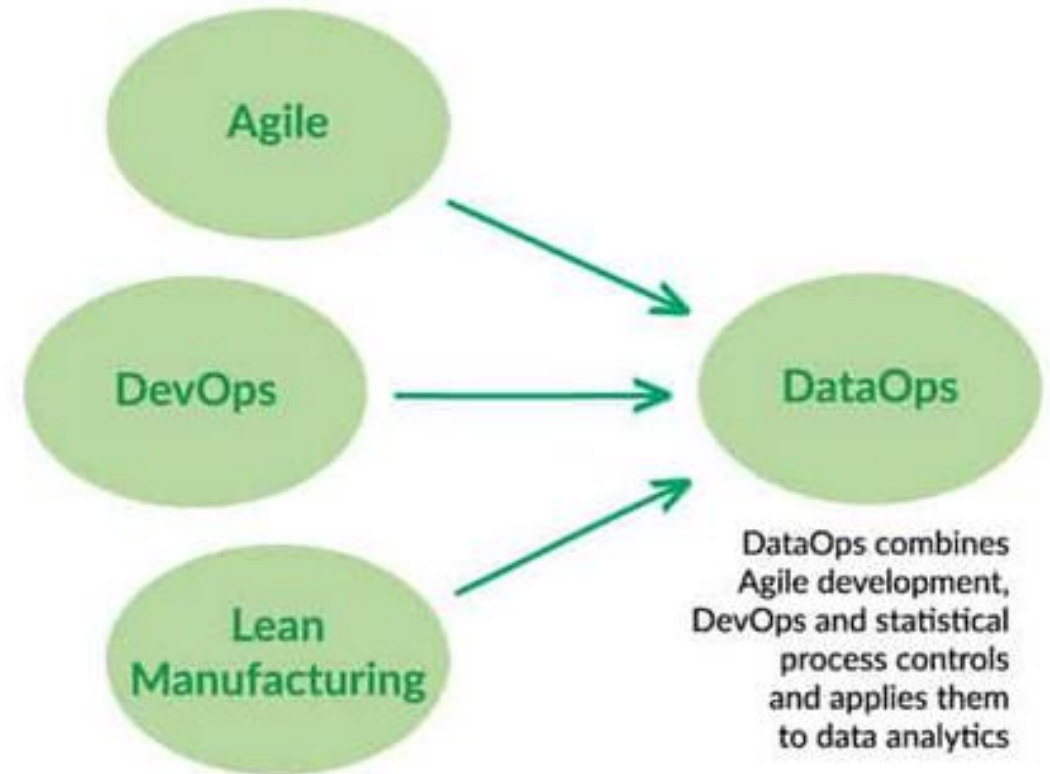 Agile
DevOps
DataOps
Lean
Manufacturing
DataOps combines
Agile development,
DevOps and statistical
process controls
and applies them
to data analytics